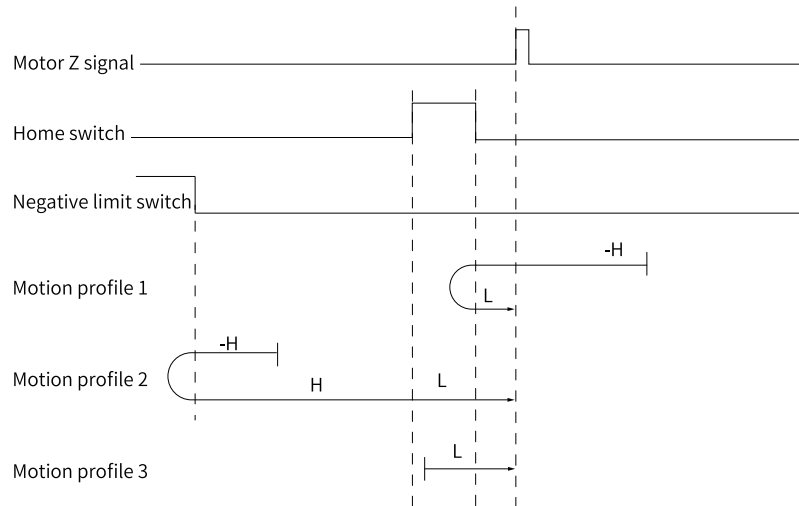 Motor Z signal
Home switch
Negative limit switch
-H
Motion profile 1
L
-H
Motion profile 2
H
L
L
Motion profile 3